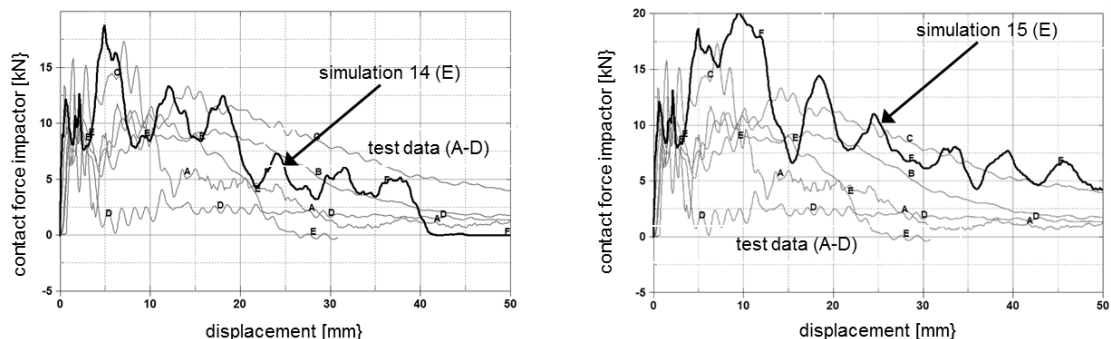 contact force impactor [kN}
20
15
10
5
0
-5
0
10
20
30
40
50
displacement [mm}
simulation 14 (E)
test data (A-D)
C
E
F
E
E
A
D
D
E
F
C
B
A
D
E
F
A
D
F
contact force impactor [kN}
20
15
10
5
0
-5
0
10
20
30
40
50
displacement [mm}
simulation 15 (E)
test data (A-D)
F
C
E
E
E
A
D
D
E
C
F
B
A
D
E
A
D
F